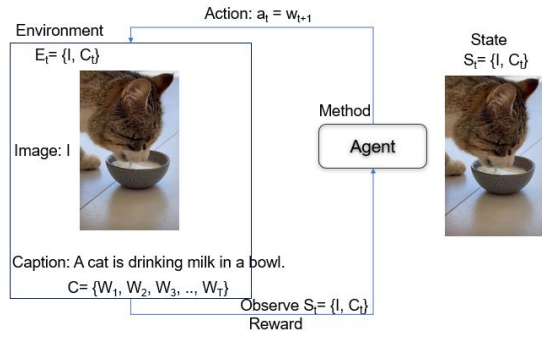 Action: at = wt+1
Environment
Et= {I, Ct}
State
St= {I, Ct}
Method
Image: I
Agent
Caption: A cat is drinking milk in a bowl.
C= {W1, W2, W3, .., WT}
Observe St= {I, Ct}
Reward